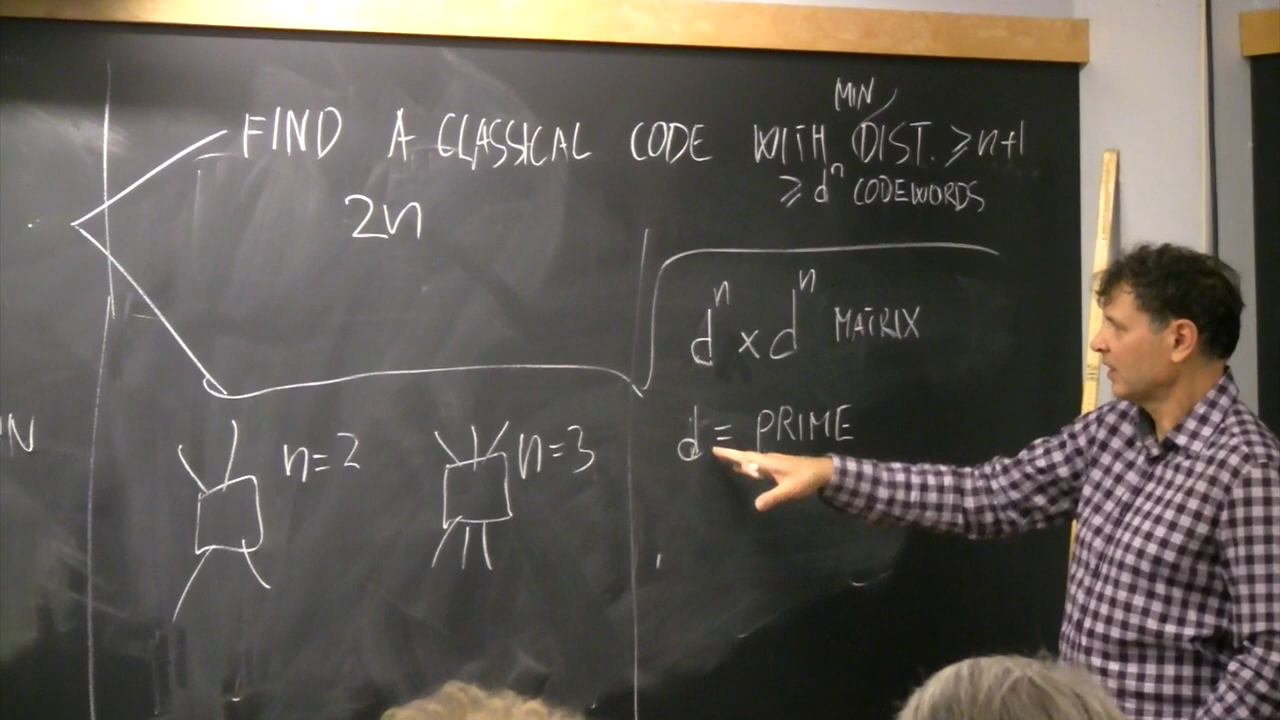 MIN
FIND A CLASSICAL CODE WITH DIST. ≥ n+1
2n
≥ dⁿ CODEWORDS
dⁿ × dⁿ MATRIX
d = PRIME
n=2
n=3